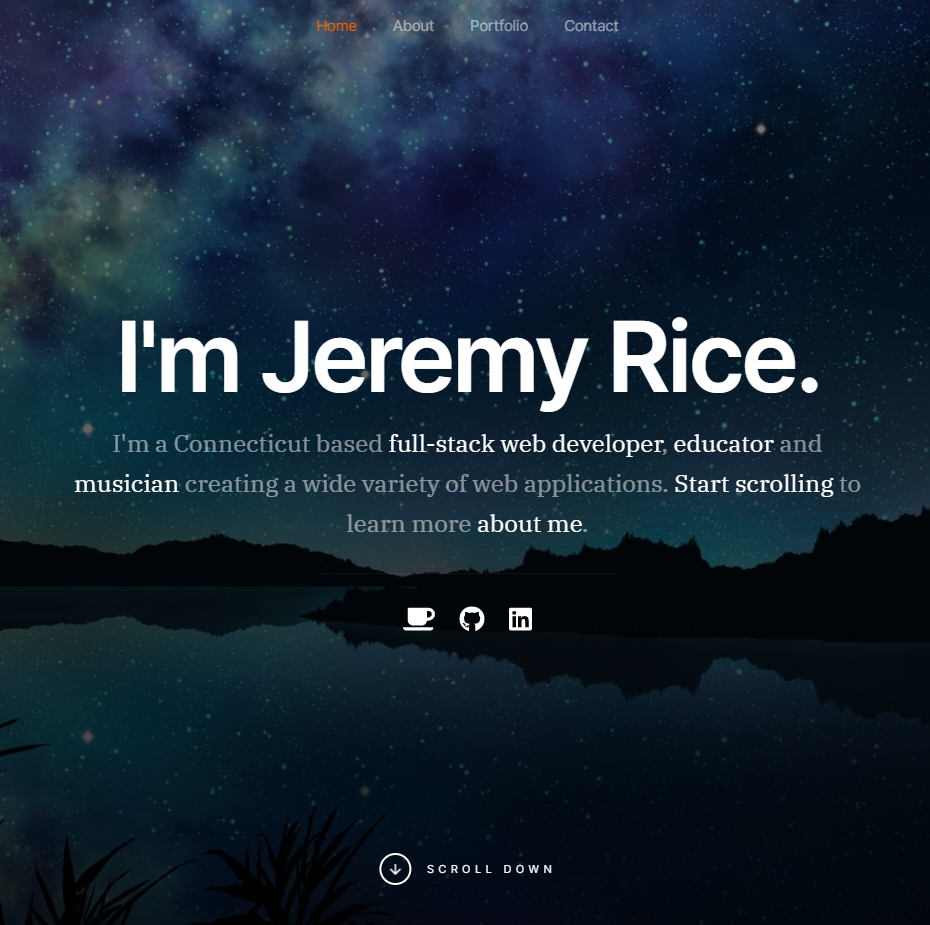 Home About Portfolio Contact
I'm Jeremy Rice.
I'm a Connecticut based full-stack web developer, educator and
musician creating a wide variety of web applications. Start scrolling to
learn more about me.
in
SCROLL DOWN